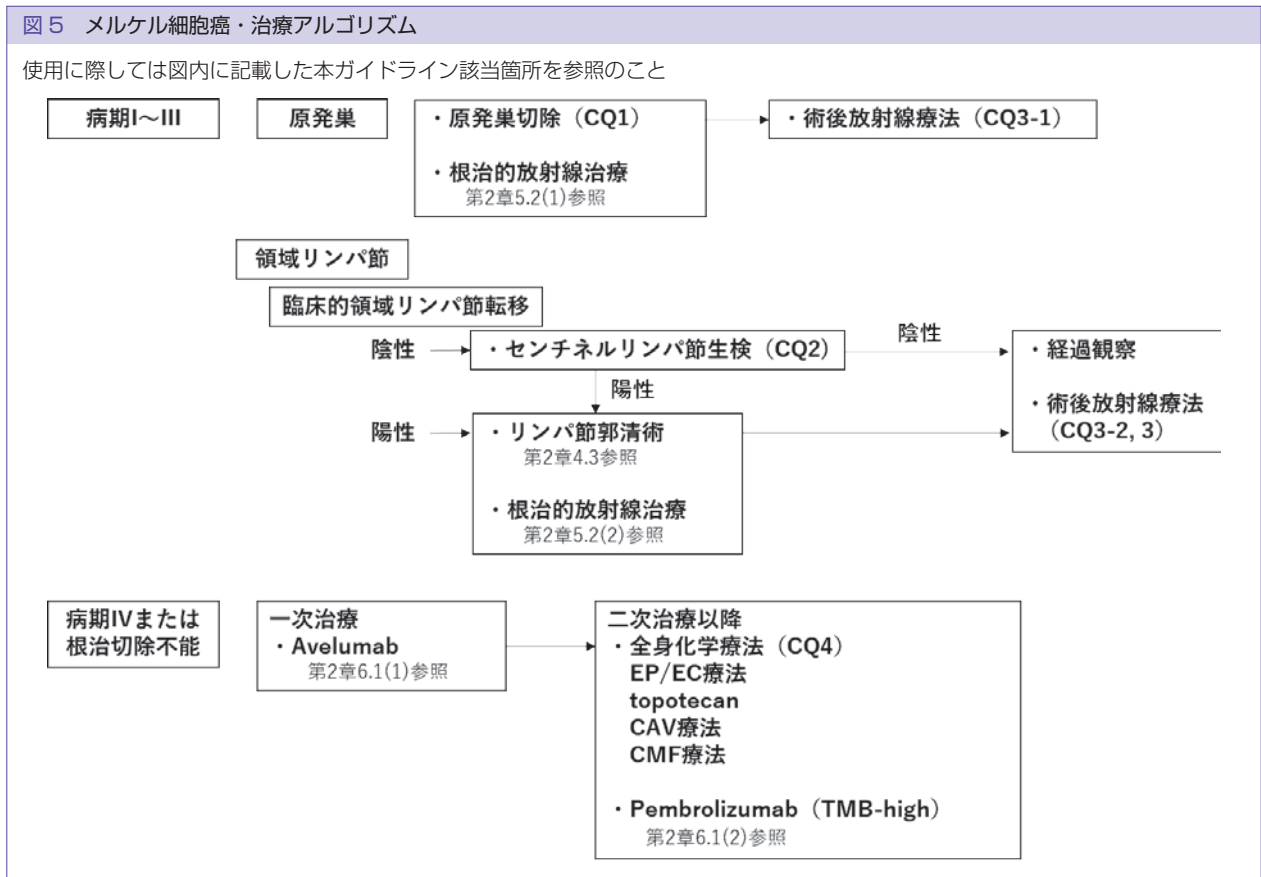 図5 メルケル細胞癌・治療アルゴリズム
使用に際しては図内に記載した本ガイドライン該当箇所を参照のこと
病期I〜III
原発巣
・原発巣切除（CQ1）
・根治的放射線治療
第2章5.2(1)参照
・術後放射線療法（CQ3-1）
領域リンパ節
臨床的領域リンパ節転移
陰性
・センチネルリンパ節生検（CQ2）
陰性
陽性
・経過観察
・術後放射線療法
（CQ3-2, 3）
陽性
・リンパ節郭清術
第2章4.3参照
・根治的放射線治療
第2章5.2(2)参照
病期IVまたは
根治切除不能
一次治療
・Avelumab
第2章6.1(1)参照
二次治療以降
・全身化学療法（CQ4）
EP/EC療法
topotecan
CAV療法
CMF療法
・Pembrolizumab（TMB-high）
第2章6.1(2)参照